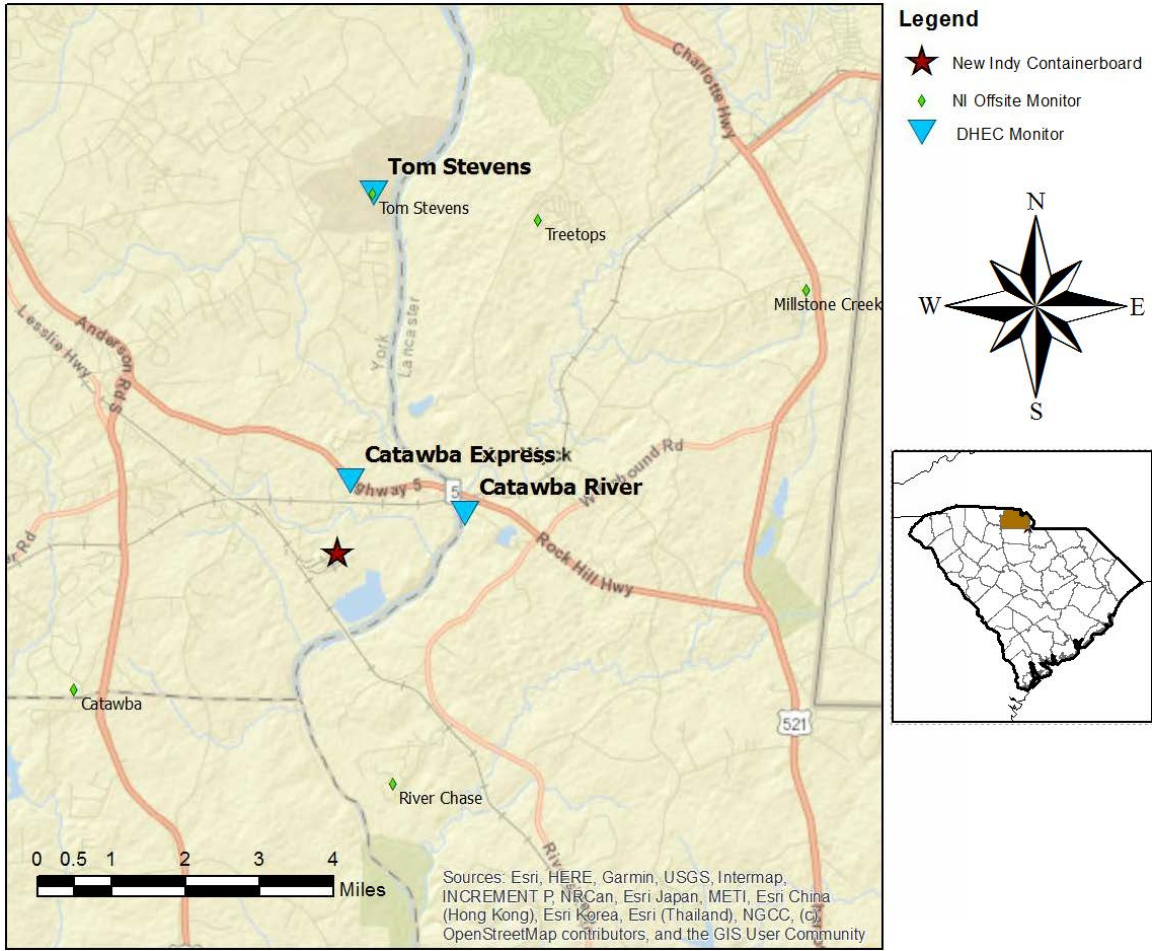 Legend
New Indy Containerboard
NI Offsite Monitor
DHEC Monitor
N
W
E
S
Charlotte Hwy
Tom Stevens
Tom Stevens
Treetops
Millstone Creek
York
Lancaster
Lesslie Hwy
Anderson Rd S
Catawba Express
ghway 5
5
Catawba River
Rock Hill Hwy
521
Catawba
River Chase
0 0.5 1 2 3 4
Miles
Sources: Esri, HERE, Garmin, USGS, Intermap,
INCREMENT P, NRCan, Esri Japan, METI, Esri China
(Hong Kong), Esri Korea, Esri (Thailand), NGCC, (c)
OpenStreetMap contributors, and the GIS User Community